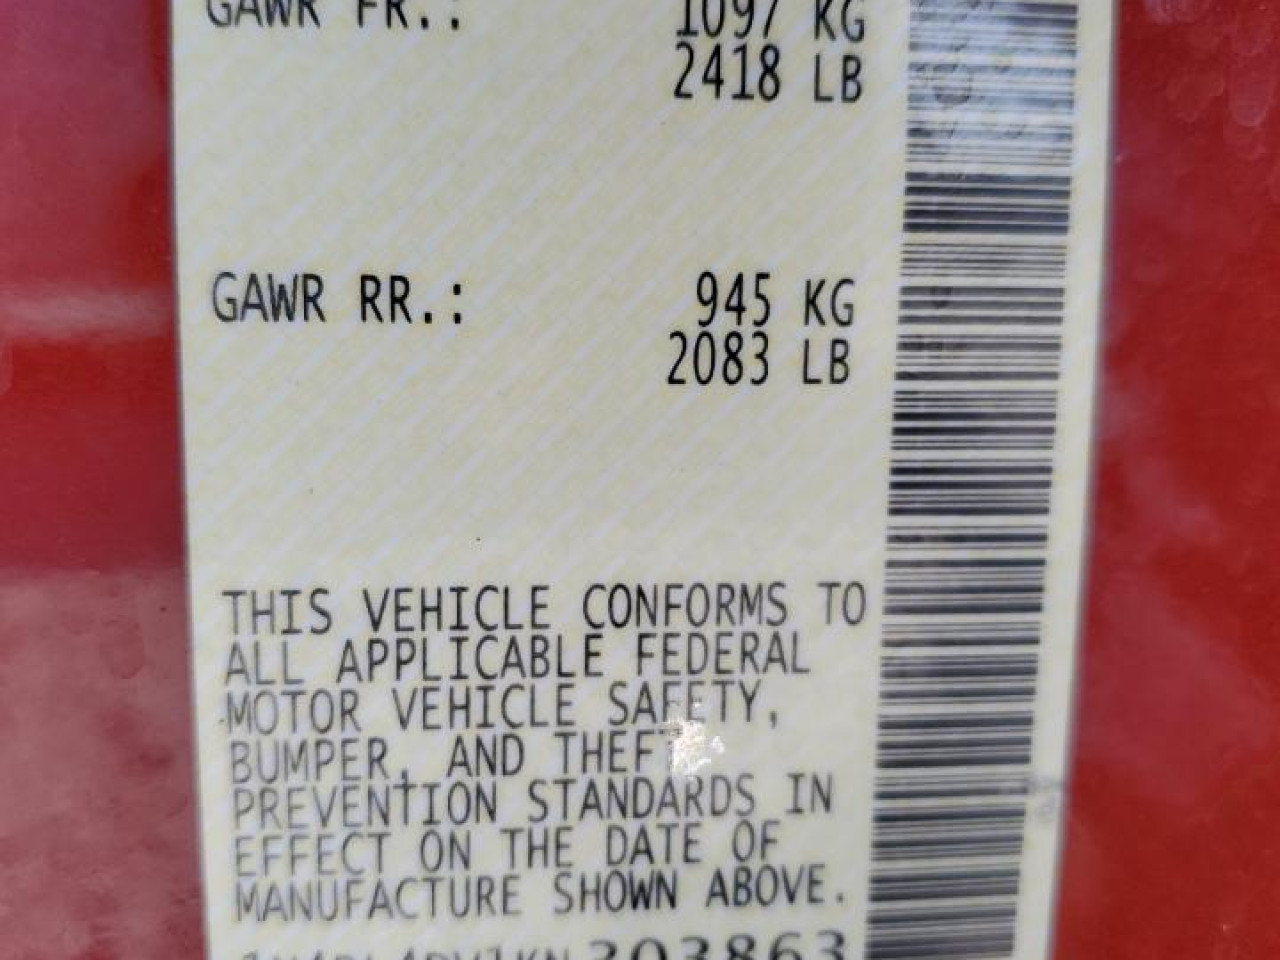 GAWR FR.: 1097 KG
2418 LB
GAWR RR.: 945 KG
2083 LB
THIS VEHICLE CONFORMS TO
ALL APPLICABLE FEDERAL
MOTOR VEHICLE SAFETY,
BUMPER, AND THEFT
PREVENTION STANDARDS IN
EFFECT ON THE DATE OF
MANUFACTURE SHOWN ABOVE.